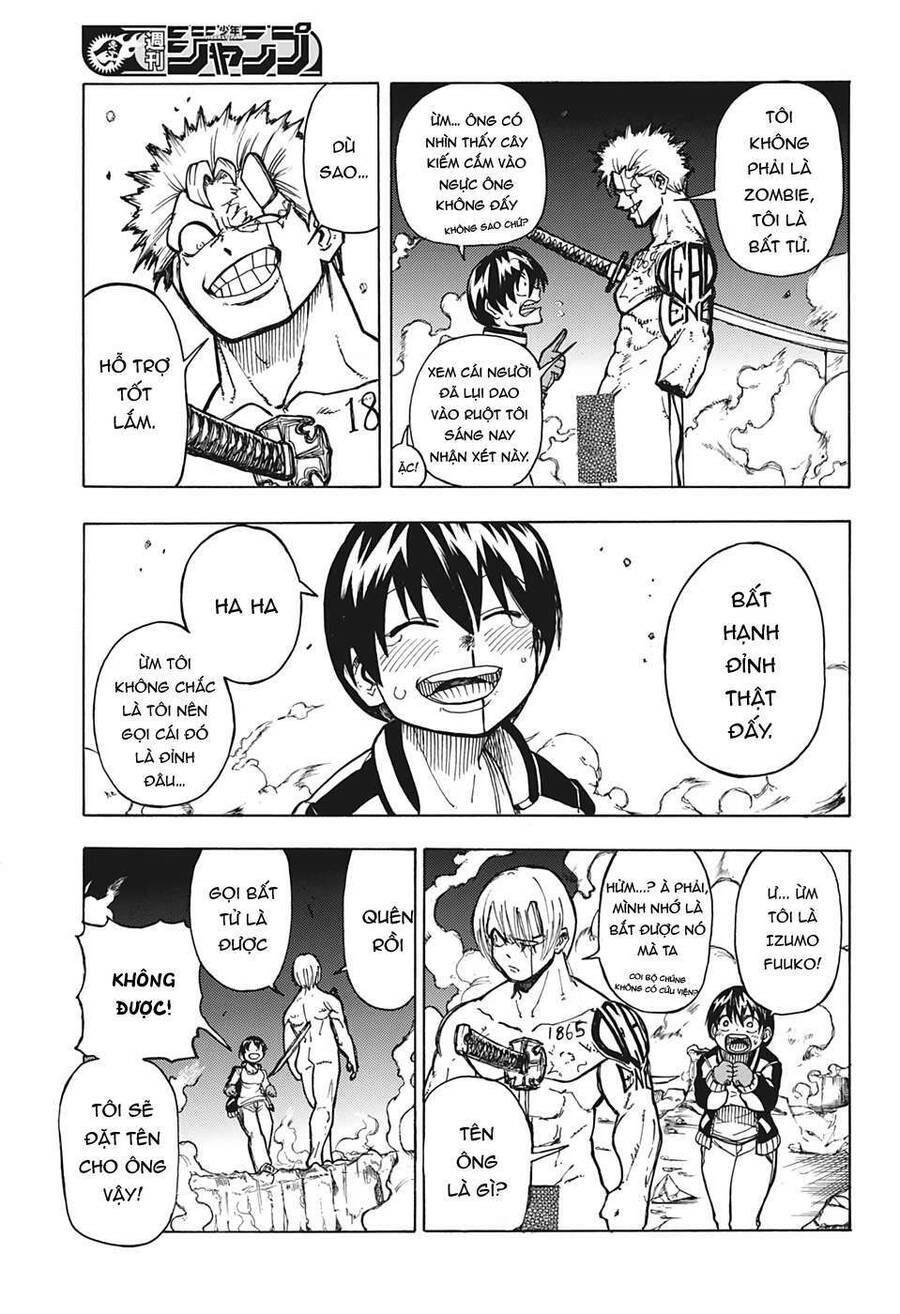 週刊
少年
ジャンプ
TÔI
KHÔNG
PHẢI LÀ
ZOMBIE,
TÔI LÀ
BẤT TỬ.
ỪM... ÔNG CÓ
NHÌN THẤY CÂY
KIẾM CẮM VÀO
NGỰC ÔNG
KHÔNG ĐẤY
KHÔNG SAO CHỨ?
XEM CÁI NGƯỜI
ĐÃ LỤI DAO
VÀO RUỘT TÔI
SÁNG NAY
NHẬN XÉT NÀY.
ẶC!
DÙ
SAO...
HỖ TRỢ
TỐT
LẮM.
18
BẤT
HẠNH
ĐỈNH
THẬT
ĐẤY.
HA HA
ỪM TÔI
KHÔNG CHẮC
LÀ TÔI NÊN
GỌI CÁI ĐÓ
LÀ ĐỈNH
ĐÂU...
Ư... ỪM
TÔI LÀ
IZUMO
FUUKO!
HỬM...? À PHẢI,
MÌNH NHỚ LÀ
BẮT ĐƯỢC NÓ
MÀ TA
COI BỘ CHÚNG
KHÔNG CÓ CỨU VIỆN?
1865
TÊN
ÔNG
LÀ GÌ?
QUÊN
RỒI
GỌI BẤT
TỬ LÀ
ĐƯỢC
KHÔNG
ĐƯỢC!
TÔI SẼ
ĐẶT TÊN
CHO ÔNG
VẬY!